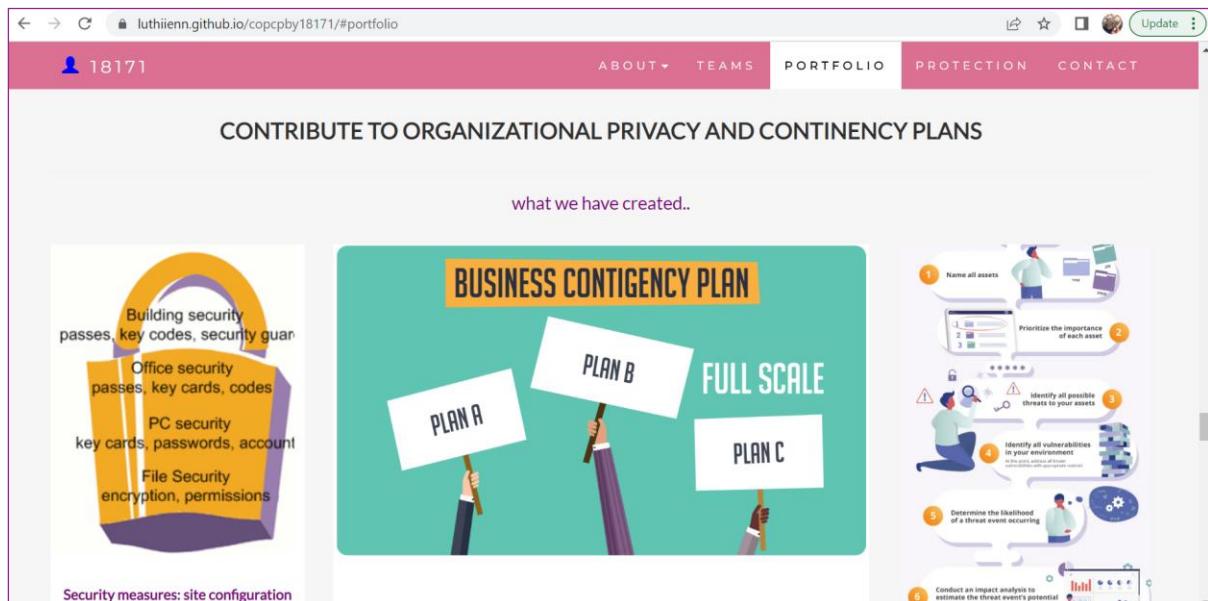 luthiienn.github.io/copcpby18171/#portfolio
Update
18171
ABOUT TEAMS PORTFOLIO PROTECTION CONTACT
CONTRIBUTE TO ORGANIZATIONAL PRIVACY AND CONTINENCY PLANS
what we have created..
Building security
passes, key codes, security guar
Office security
passes, key cards, codes
PC security
key cards, passwords, account
File Security
encryption, permissions
Security measures: site configuration
BUSINESS CONTIGENCY PLAN
FULL SCALE
PLAN A
PLAN B
PLAN C
1 Name all assets
Prioritize the importance
of each asset 2
Identify all possible
threats to your assets 3
4 Identify all vulnerabilities
in your environment
5 Determine the likelihood
of a threat event occurring
6 Conduct an impact analysis to
estimate the threat event's potential